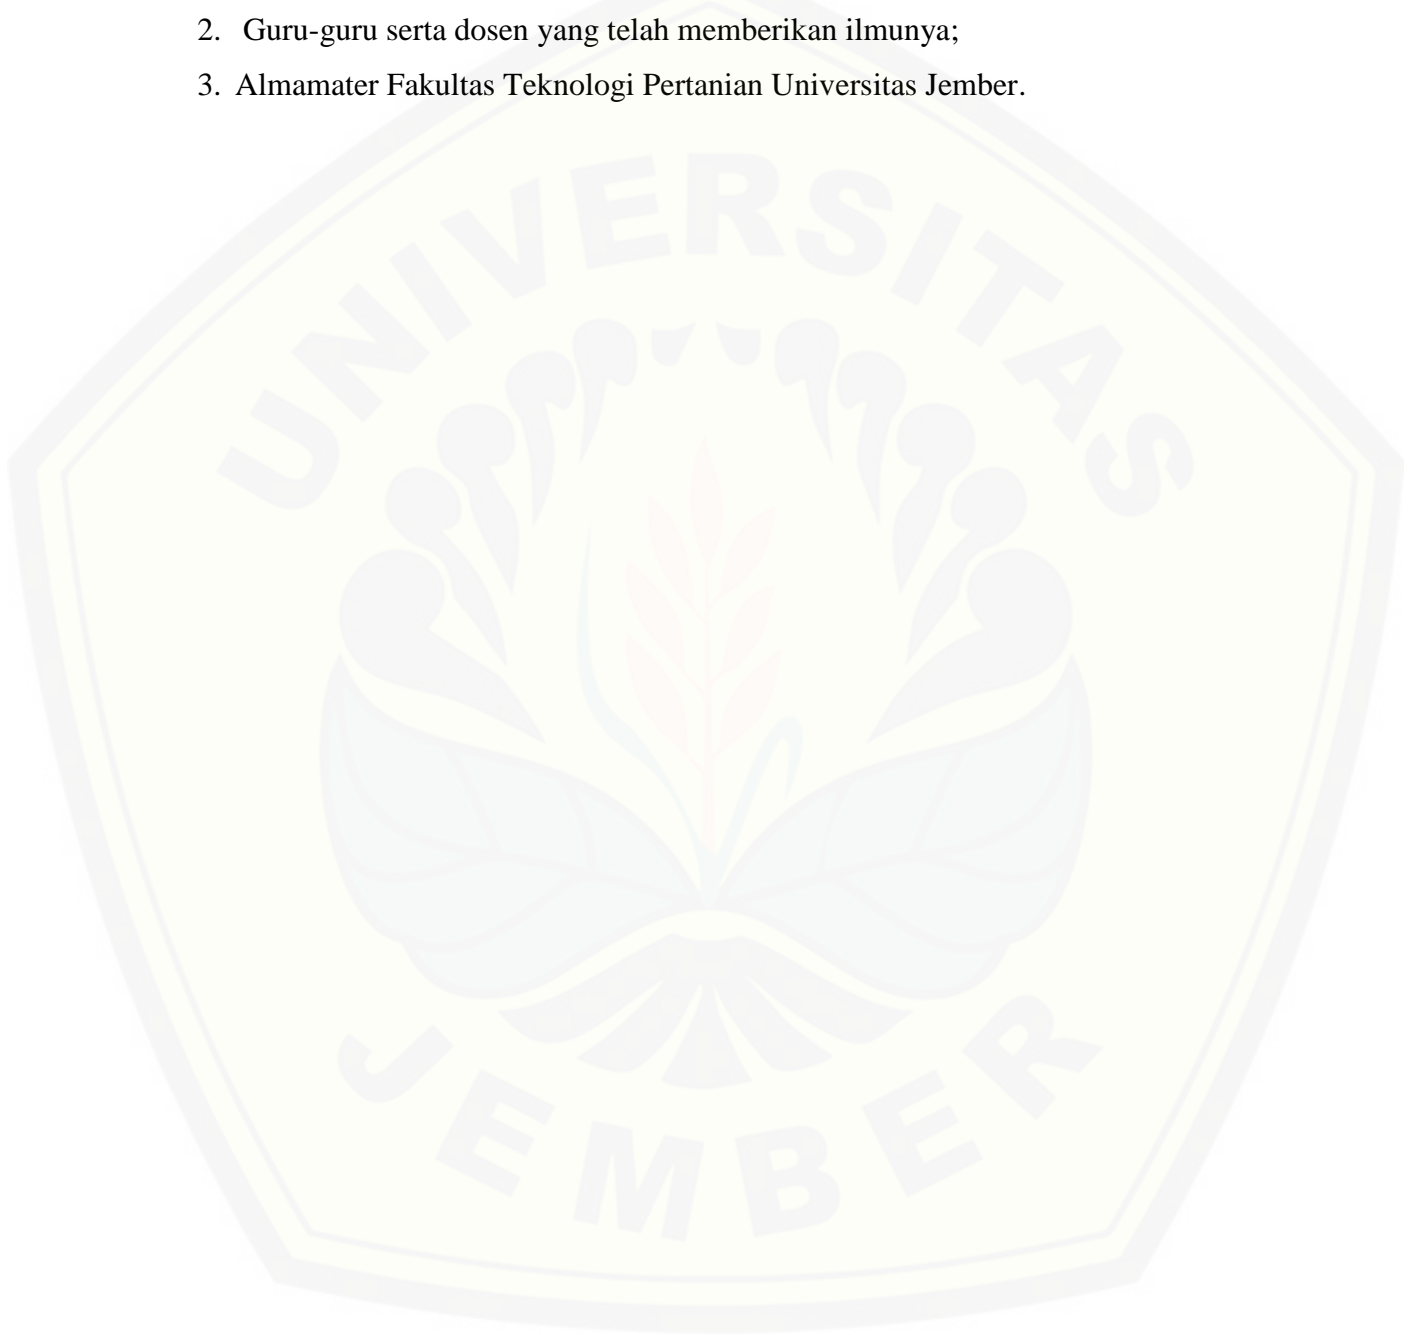 2. Guru-guru serta dosen yang telah memberikan ilmunya;
3. Almamater Fakultas Teknologi Pertanian Universitas Jember.
UNIVERSITAS
JEMBER